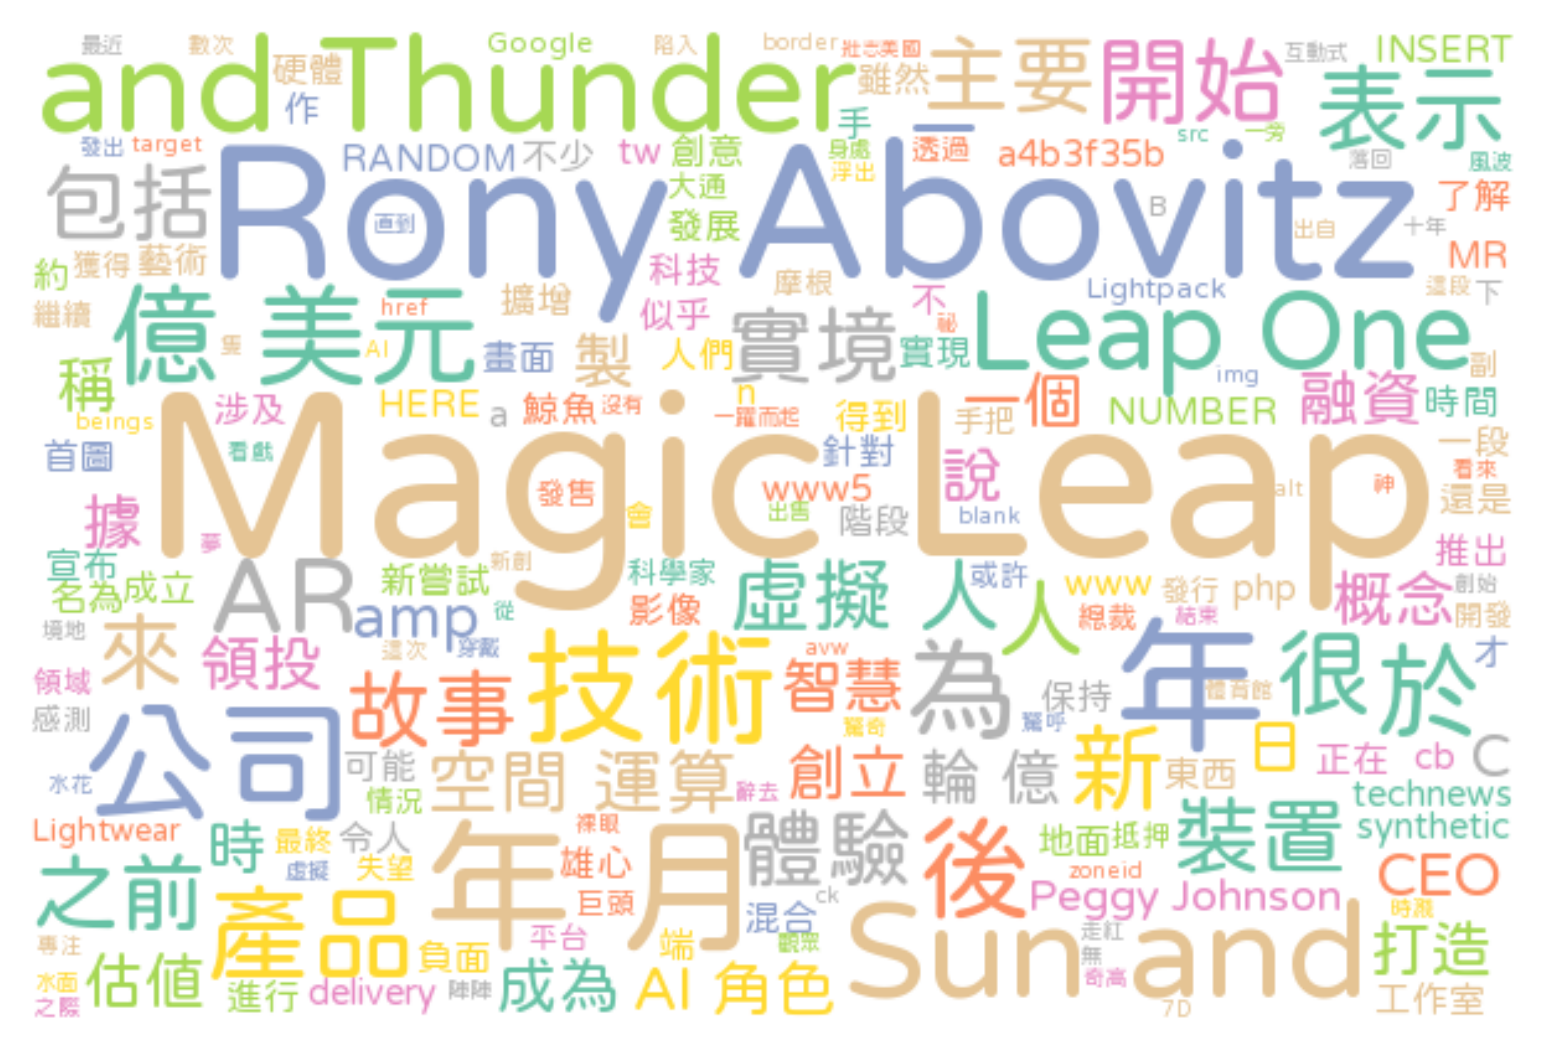 最近 數次 Google 陷入 border 壯志美國 互動式 INSERT
and Thunder 硬體 雖然 主要 開始 表示
作 手 src 一旁
發出 target RANDOM 不少 tw 創意 身處 透過 a4b3f35b 落回 風波
包括 Rony Abovitz 大通 浮出 了解
直到 發展 B 出自 十年
約 獲得 藝術 科技 摩根 Lightpack MR
繼續 億 美元 href 擴增 似乎 不 這段 下
隻 AI 畫面 製 人們 實境 祕 實現 Leap One
稱 img 副
beings 涉及 HERE a 鯨魚 沒有 n 一躍而起 得到 手把 一個 NUMBER 融資 時間
首圖 看戲 Magic Leap 針對 一段
發售 www5 說 alt 神 看來
據 會 出售 階段 blank 還是
夢 推出
宣布 新創
名為 成立 AR 新嘗試 科學家 虛擬 人 或許 www 發行 php 概念 創始
境地 amp 從 影像 人 總裁 結束 開發
來 領投 這次 穿戴 技術 avw 為 年 很 於 才
領域 故事 智慧 保持 體育館
感測 公司 驚奇 驚呼
水花 可能 空間 運算 創立 輪 億 新 日 東西 正在 cb C
情況 辭去 technews
Lightwear 時 最終 令人 裸眼 體驗 後 地面 抵押 裝置 synthetic
之前 虛擬 失望 年 月 雄心 zoneid CEO
產品 巨頭 混合 ck Peggy Johnson 時濺
專注 負面 平台 端 觀眾 Sun and 走紅 打造
水面 估值 無
之際 進行 delivery 陣陣 成為 AI 角色 奇高 7D 工作室